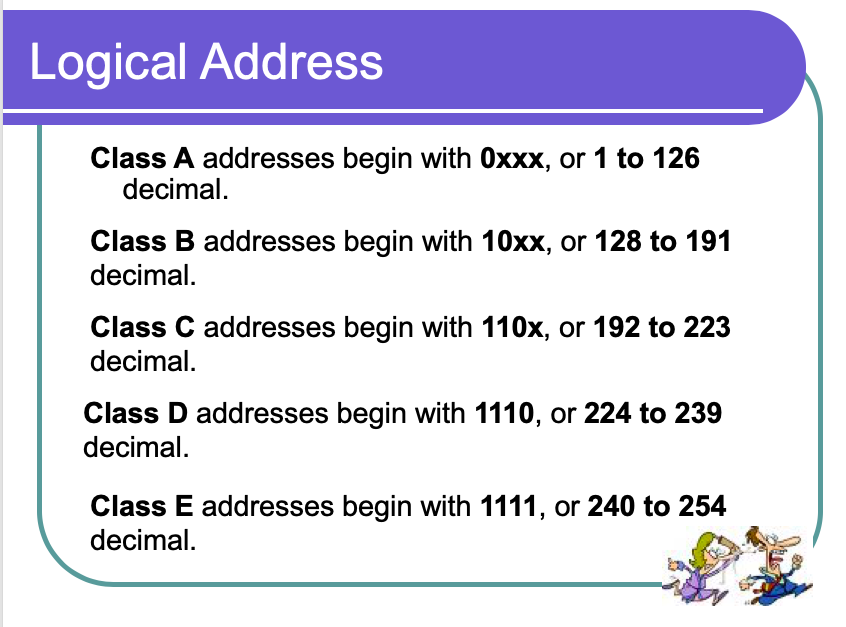 Logical Address
Class A addresses begin with 0xxx, or 1 to 126
decimal.
Class B addresses begin with 10xx, or 128 to 191
decimal.
Class C addresses begin with 110x, or 192 to 223
decimal.
Class D addresses begin with 1110, or 224 to 239
decimal.
Class E addresses begin with 1111, or 240 to 254
decimal.